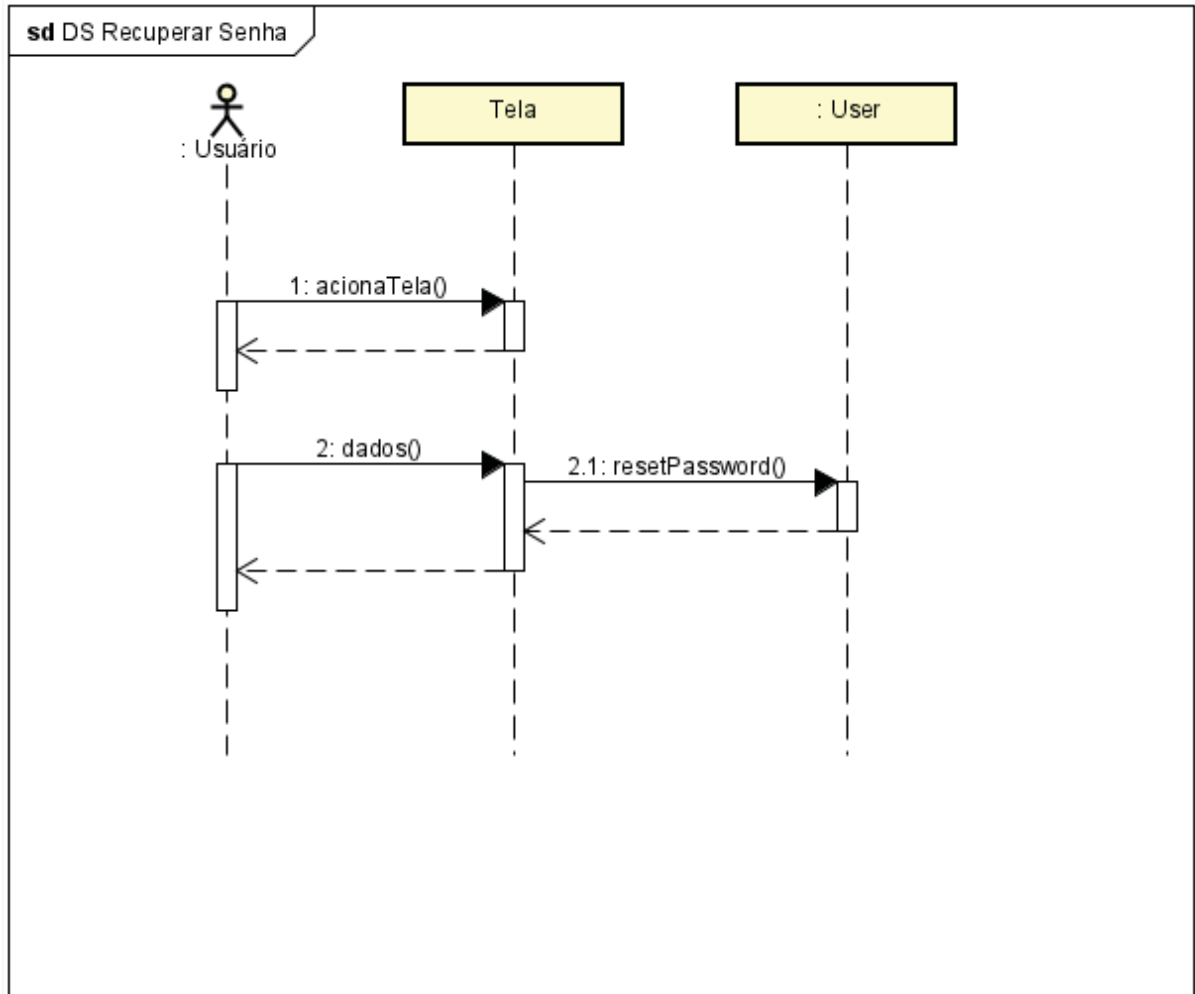 sd DS Recuperar Senha
: Usuário
Tela
: User
1: acionaTela()
2: dados()
2.1: resetPassword()